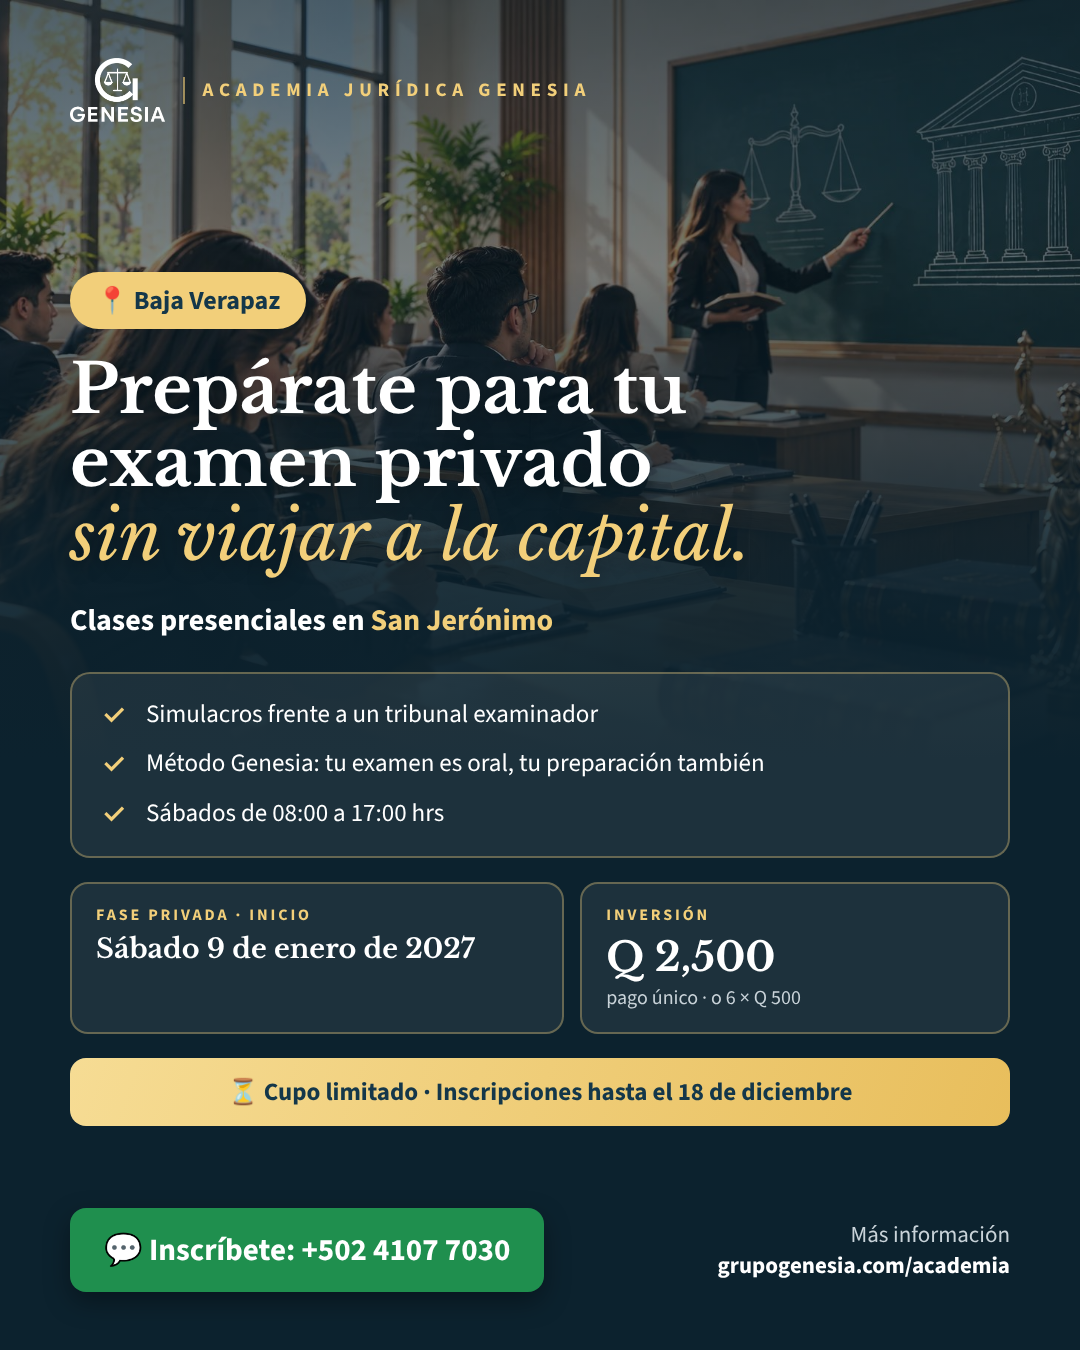 GENESIA
ACADEMIA JURÍDICA GENESIA
📍 Baja Verapaz
Prepárate para tu
examen privado
sin viajar a la capital.
Clases presenciales en San Jerónimo
Simulacros frente a un tribunal examinador
Método Genesia: tu examen es oral, tu preparación también
Sábados de 08:00 a 17:00 hrs
FASE PRIVADA · INICIO
Sábado 9 de enero de 2027
INVERSIÓN
Q 2,500
pago único · o 6 × Q 500
⏳ Cupo limitado · Inscripciones hasta el 18 de diciembre
💬 Inscríbete: +502 4107 7030
Más información
grupogenesia.com/academia